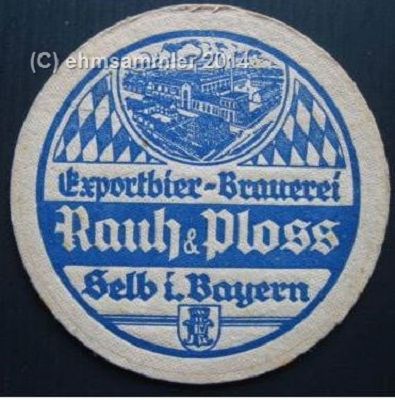 (C) ehmsammler 2014
Exportbier-Brauerei
Rauh & Ploss
Selb i. Bayern